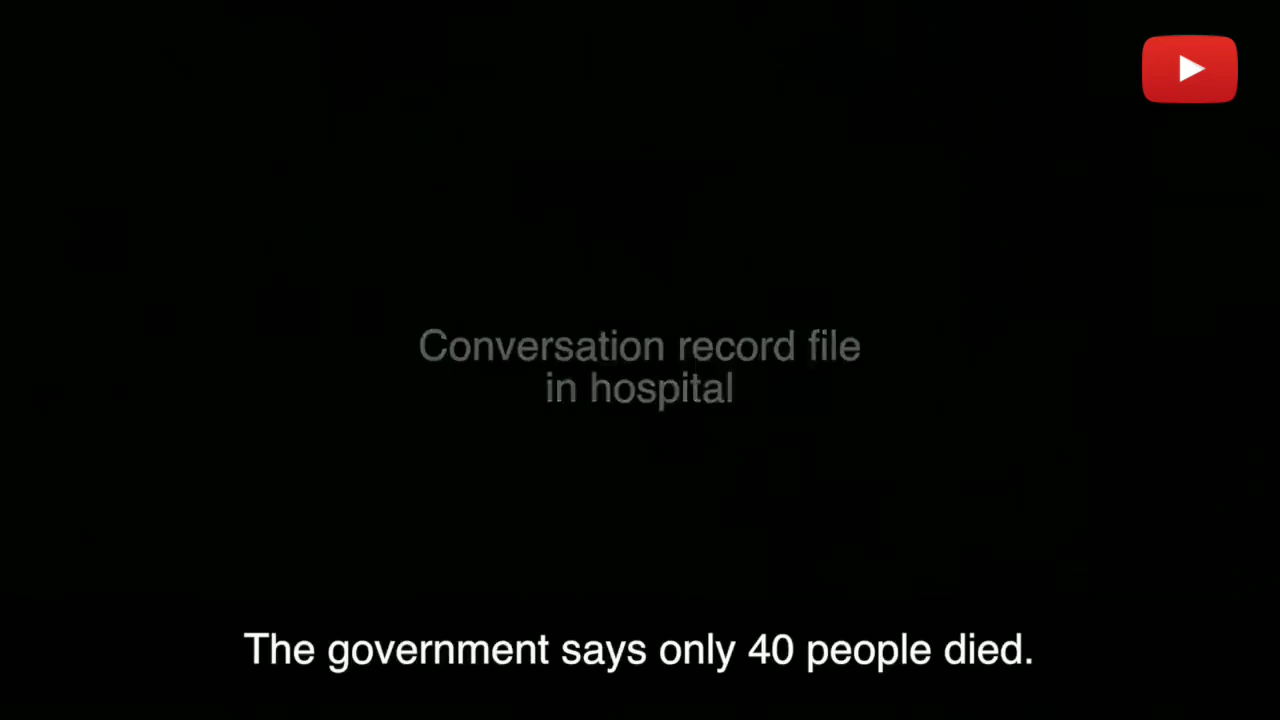 Conversation record file
in hospital
The government says only 40 people died.